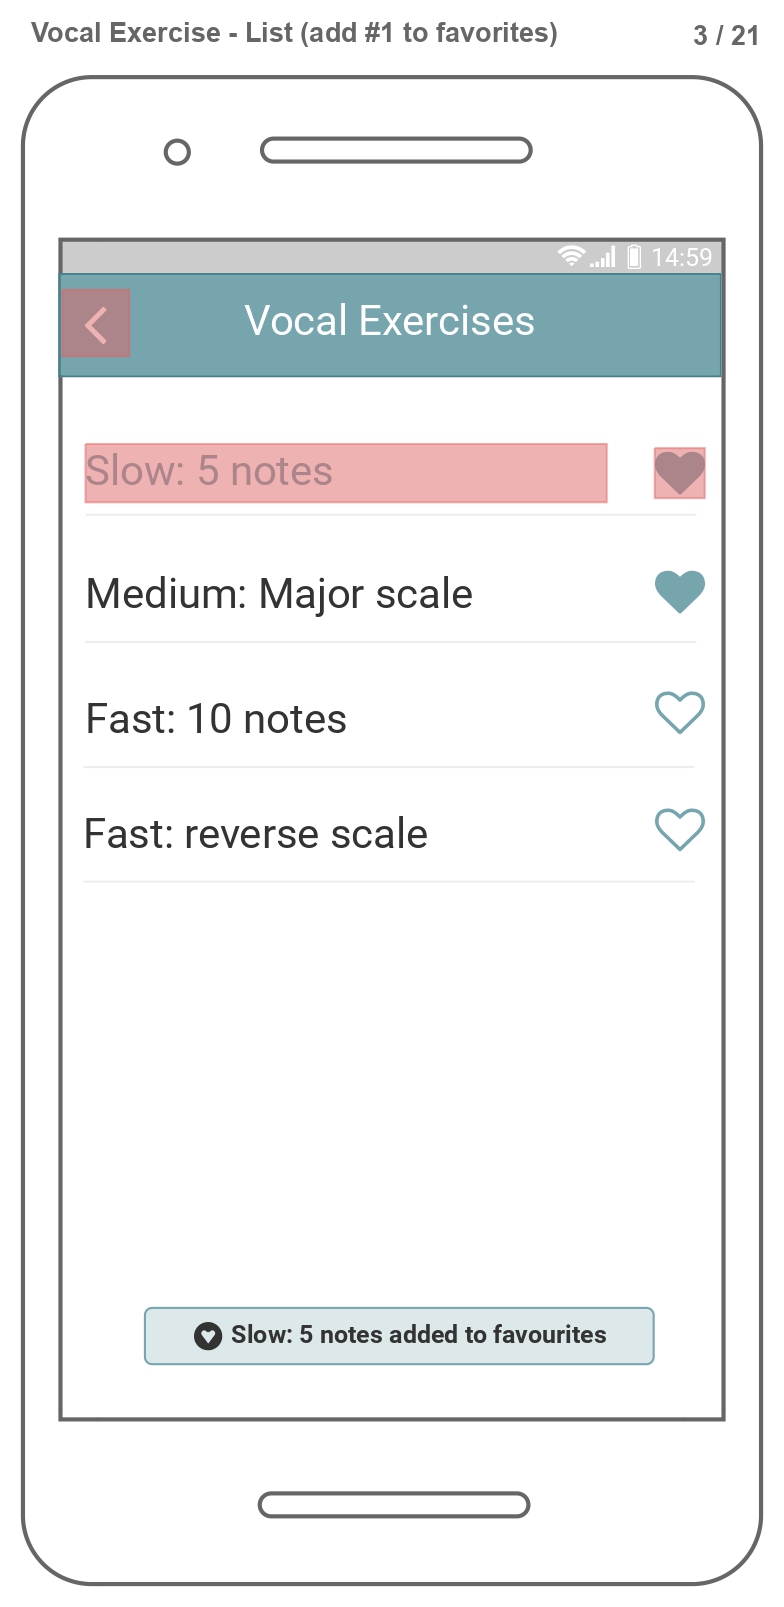 Vocal Exercise - List (add #1 to favorites)
3 / 21
14:59
Vocal Exercises
Slow: 5 notes
Medium: Major scale
Fast: 10 notes
Fast: reverse scale
Slow: 5 notes added to favourites